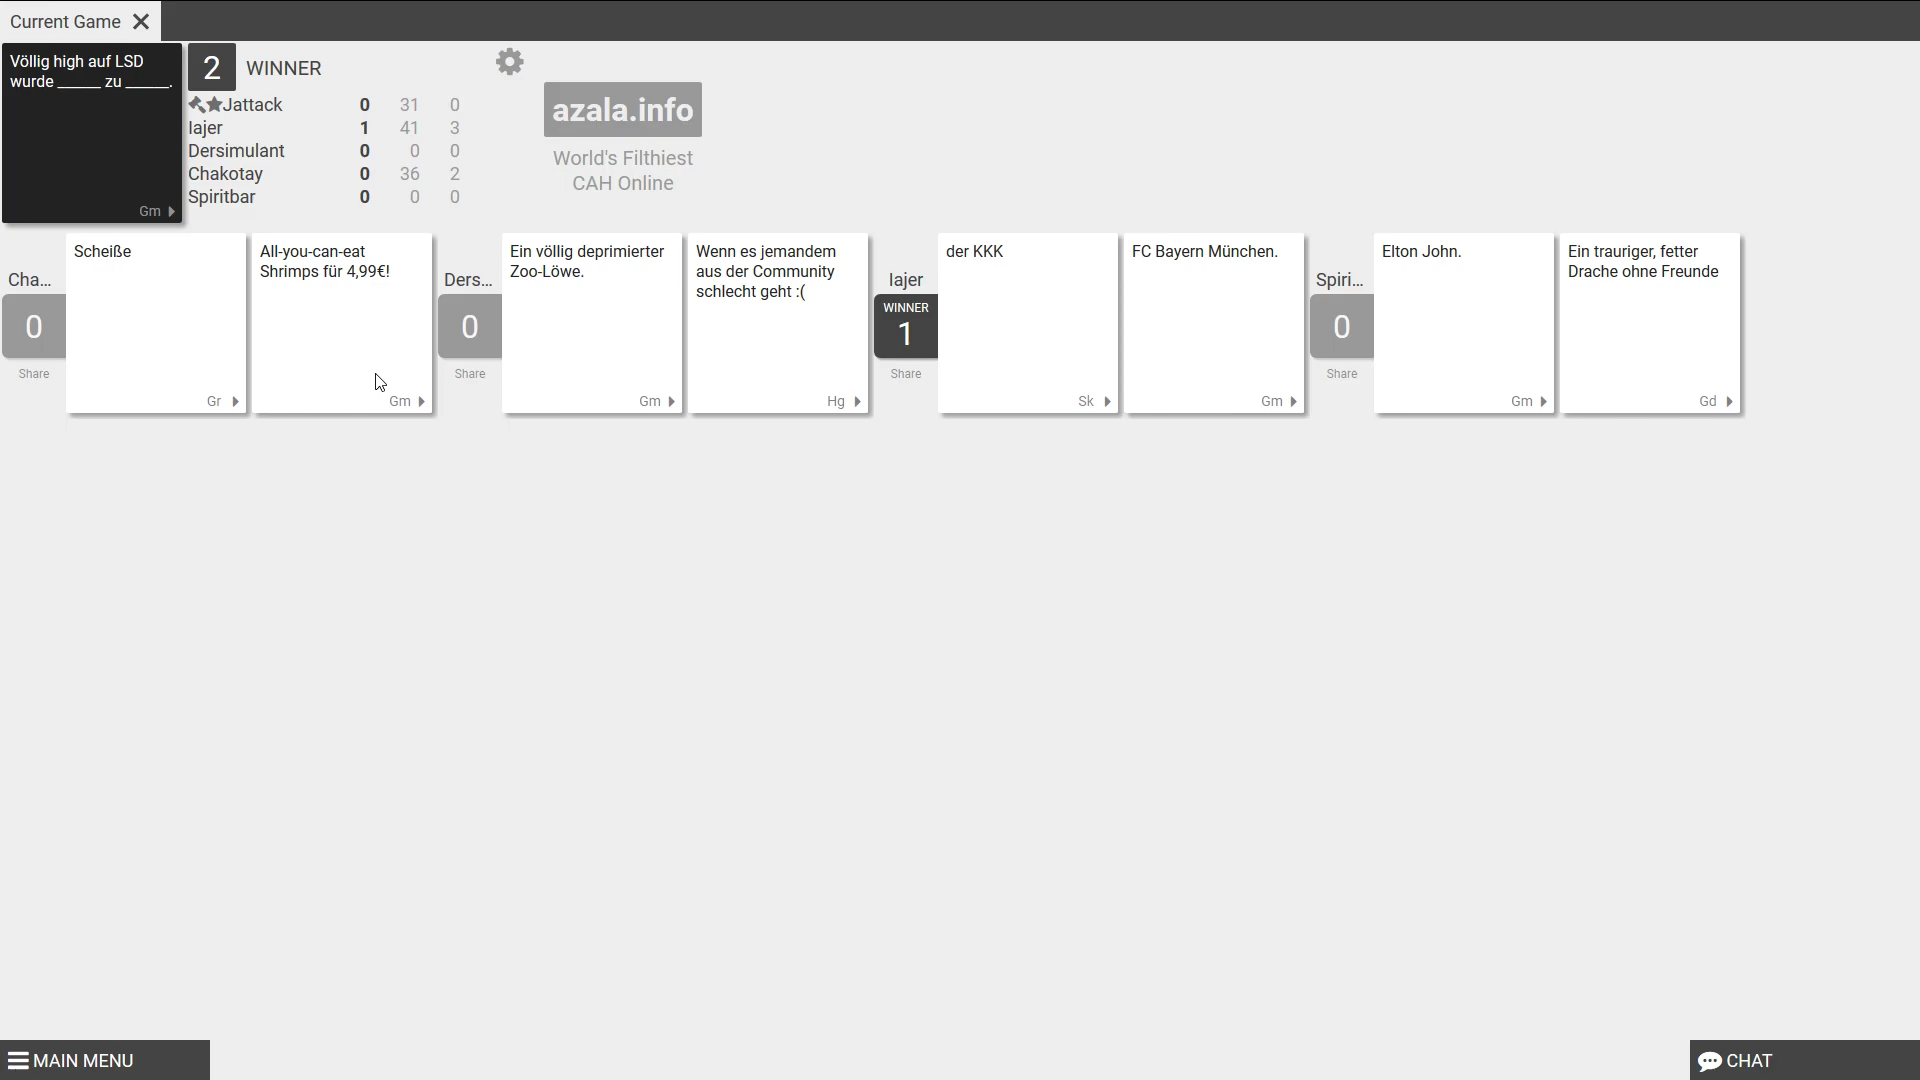 Current Game
Völlig high auf LSD
wurde _____ zu _____.
Gm
2 WINNER
Jattack 0 31 0
lajer 1 41 3
Dersimulant 0 0 0
Chakotay 0 36 2
Spiritbar 0 0 0
azala.info
World's Filthiest
CAH Online
Cha...
0
Share
Scheiße
Gr
All-you-can-eat
Shrimps für 4,99€!
Gm
Ders...
0
Share
Ein völlig deprimierter
Zoo-Löwe.
Gm
Wenn es jemandem
aus der Community
schlecht geht :(
Hg
lajer
WINNER
1
Share
der KKK
Sk
FC Bayern München.
Gm
Spiri...
0
Share
Elton John.
Gm
Ein trauriger, fetter
Drache ohne Freunde
Gd
MAIN MENU
CHAT